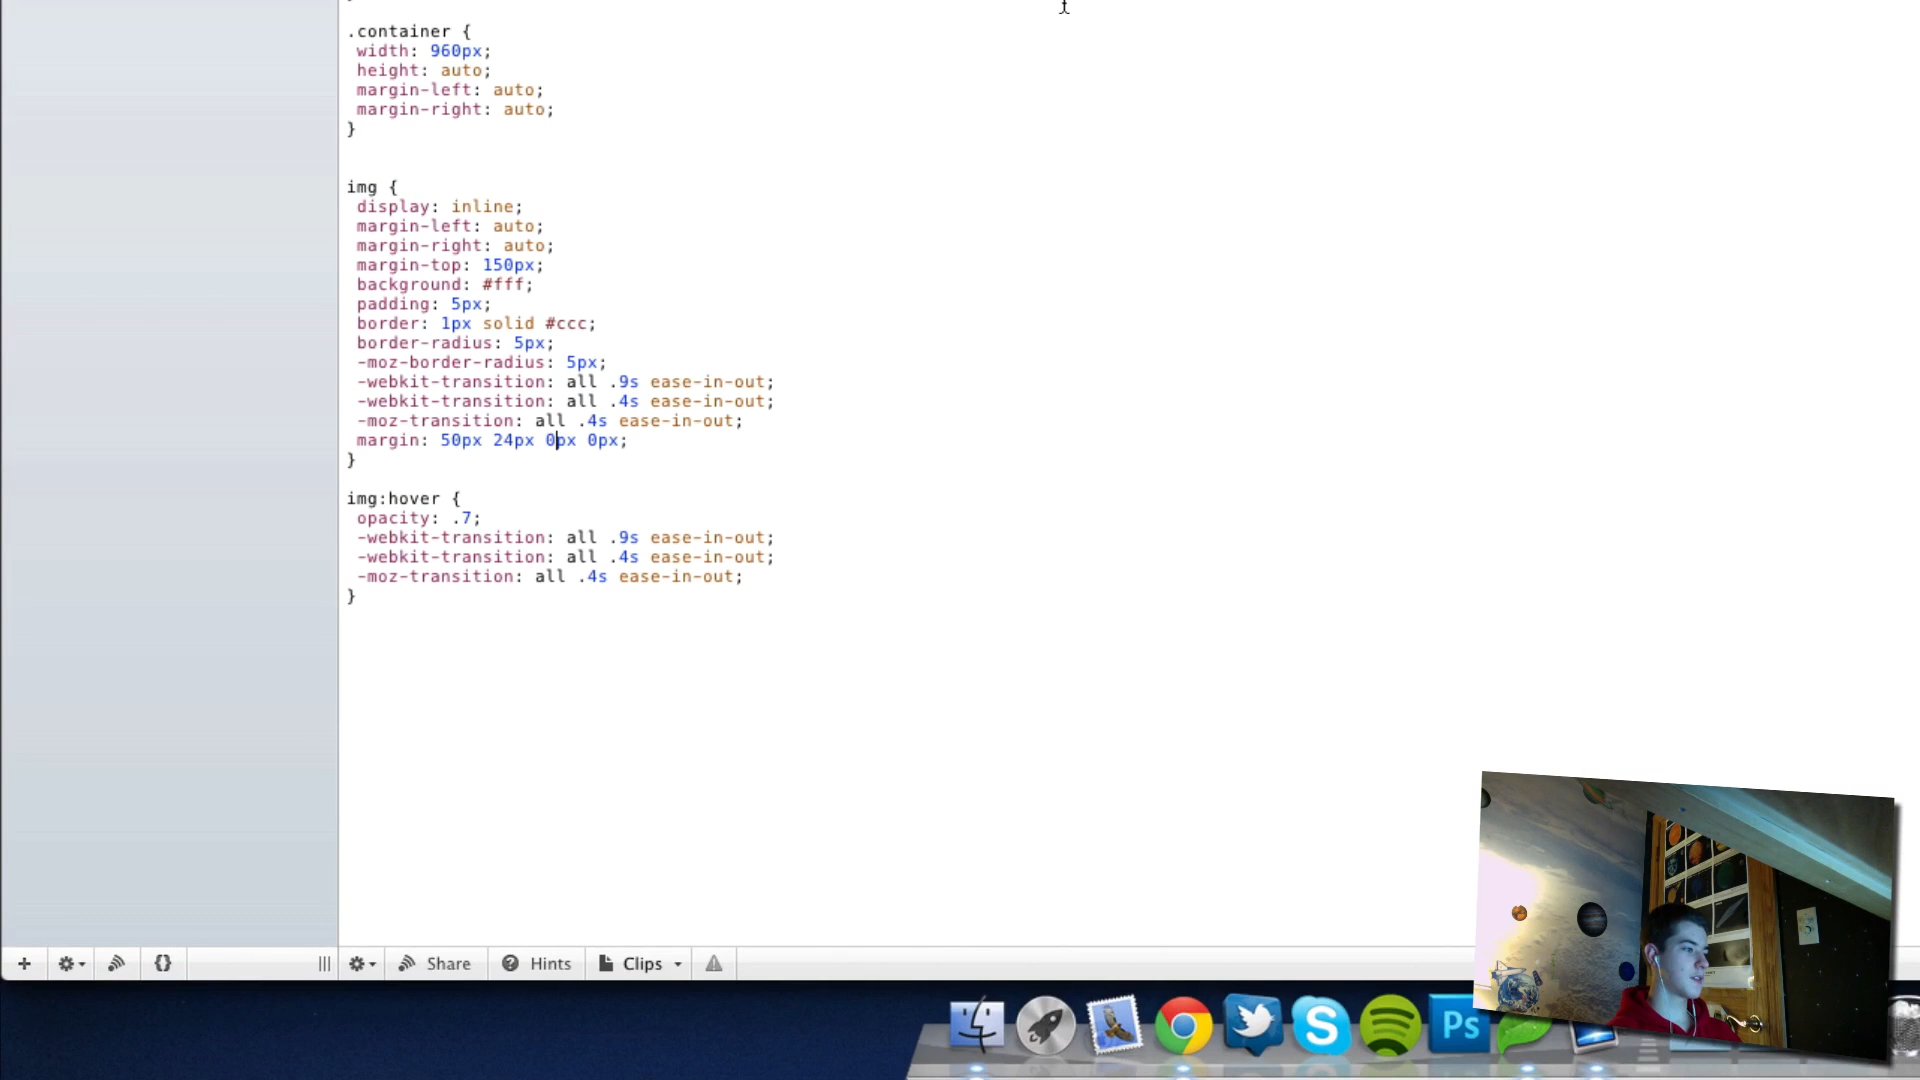 .container {
width: 960px;
height: auto;
margin-left: auto;
margin-right: auto;
}
img {
display: inline;
margin-left: auto;
margin-right: auto;
margin-top: 150px;
background: #fff;
padding: 5px;
border: 1px solid #ccc;
border-radius: 5px;
-moz-border-radius: 5px;
-webkit-transition: all .9s ease-in-out;
-webkit-transition: all .4s ease-in-out;
-moz-transition: all .4s ease-in-out;
margin: 50px 24px 0px 0px;
}
img:hover {
opacity: .7;
-webkit-transition: all .9s ease-in-out;
-webkit-transition: all .4s ease-in-out;
-moz-transition: all .4s ease-in-out;
}
Share Hints Clips
Ps